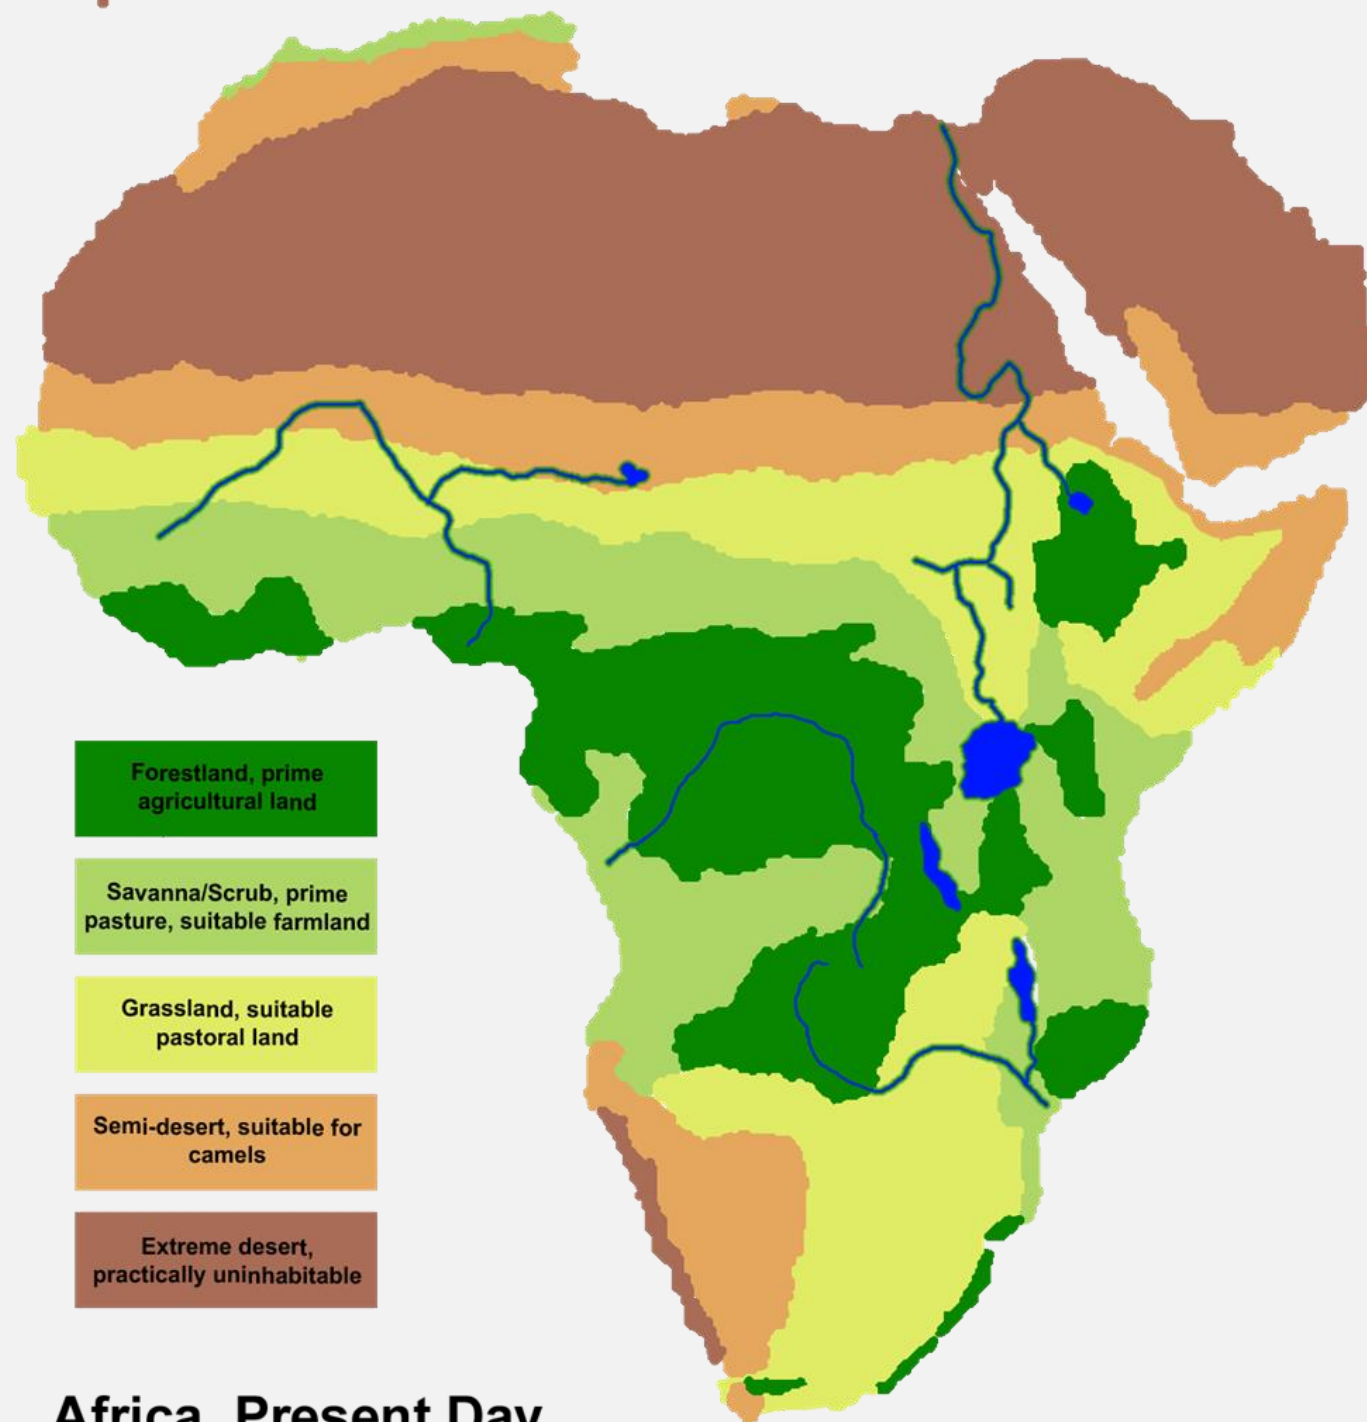 Forestland, prime
agricultural land
Savanna/Scrub, prime
pasture, suitable farmland
Grassland, suitable
pastoral land
Semi-desert, suitable for
camels
Extreme desert,
practically uninhabitable
Africa, Present Day